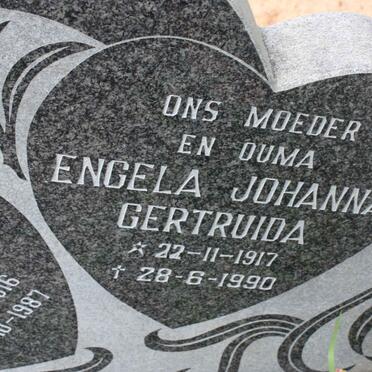 ONS MOEDER
EN OUMA
ENGELA JOHANNA
GERTRUIDA
* 22-11-1917
† 28-6-1990